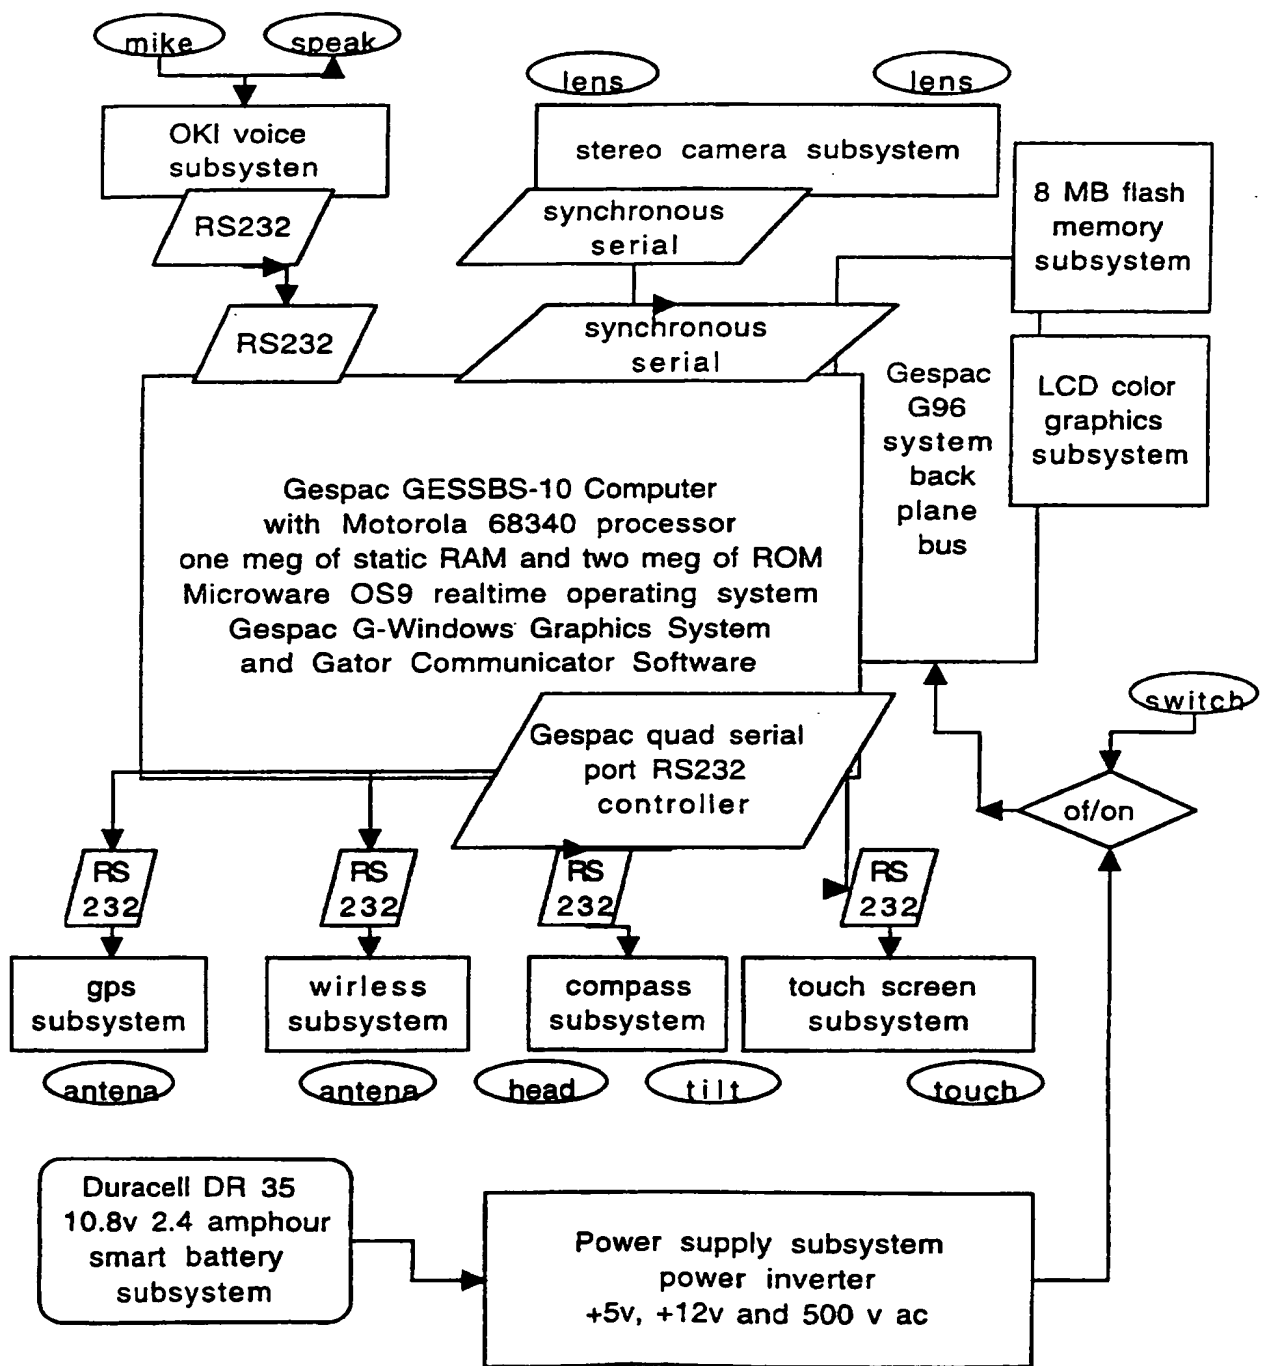 mike
speak
lens
lens
OKI voice
subsysten
stereo camera subsystem
8 MB flash
memory
subsystem
RS232
synchronous
serial
RS232
synchronous
serial
Gespac
G96
system
back
plane
bus
LCD color
graphics
subsystem
Gespac GESSBS-10 Computer
with Motorola 68340 processor
one meg of static RAM and two meg of ROM
Microware OS9 realtime operating system
Gespac G-Windows Graphics System
and Gator Communicator Software
switch
Gespac quad serial
port RS232
controller
of/on
RS
232
RS
232
RS
232
RS
232
gps
subsystem
wirless
subsystem
compass
subsystem
touch screen
subsystem
antena
antena
head
tilt
touch
Duracell DR 35
10.8v 2.4 amphour
smart battery
subsystem
Power supply subsystem
power inverter
+5v, +12v and 500 v ac